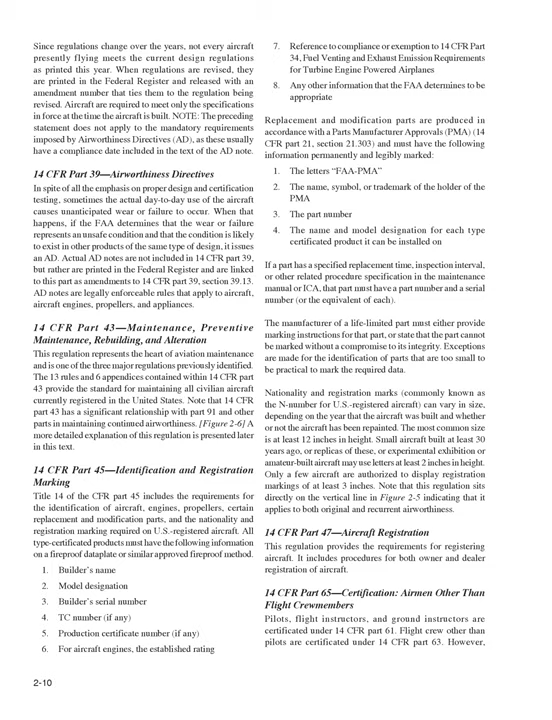 Since regulations change over the years, not every aircraft
presently flying meets the current design regulations
as printed this year. When regulations are revised, they
are printed in the Federal Register and released with an
amendment number that ties them to the regulation being
revised. Aircraft are required to meet only the specifications
in force at the time the aircraft is built. NOTE: The preceding
statement does not apply to the mandatory requirements
imposed by Airworthiness Directives (AD), as these usually
have a compliance date included in the text of the AD note.
14 CFR Part 39—Airworthiness Directives
In spite of all the emphasis on proper design and certification
testing, sometimes the actual day-to-day use of the aircraft
causes unanticipated wear or failure to occur. When that
happens, if the FAA determines that the wear or failure
represents an unsafe condition and that the condition is likely
to exist in other products of the same type of design, it issues
an AD. Actual AD notes are not included in 14 CFR part 39,
but rather are printed in the Federal Register and are linked
to this part as amendments to 14 CFR part 39, section 39.13.
AD notes are legally enforceable rules that apply to aircraft,
aircraft engines, propellers, and appliances.
14 CFR Part 43—Maintenance, Preventive
Maintenance, Rebuilding, and Alteration
This regulation represents the heart of aviation maintenance
and is one of the three major regulations previously identified.
The 13 rules and 6 appendices contained within 14 CFR part
43 provide the standard for maintaining all civilian aircraft
currently registered in the United States. Note that 14 CFR
part 43 has a significant relationship with part 91 and other
parts in maintaining continued airworthiness. [Figure 2-6] A
more detailed explanation of this regulation is presented later
in this text.
14 CFR Part 45—Identification and Registration
Marking
Title 14 of the CFR part 45 includes the requirements for
the identification of aircraft, engines, propellers, certain
replacement and modification parts, and the nationality and
registration marking required on U.S.-registered aircraft. All
type-certificated products must have the following information
on a fireproof dataplate or similar approved fireproof method.
1. Builder's name
2. Model designation
3. Builder's serial number
4. TC number (if any)
5. Production certificate number (if any)
6. For aircraft engines, the established rating
7. Reference to compliance or exemption to 14 CFR Part
34, Fuel Venting and Exhaust Emission Requirements
for Turbine Engine Powered Airplanes
8. Any other information that the FAA determines to be
appropriate
Replacement and modification parts are produced in
accordance with a Parts Manufacturer Approvals (PMA) (14
CFR part 21, section 21.303) and must have the following
information permanently and legibly marked:
1. The letters “FAA-PMA”
2. The name, symbol, or trademark of the holder of the
PMA
3. The part number
4. The name and model designation for each type
certificated product it can be installed on
If a part has a specified replacement time, inspection interval,
or other related procedure specification in the maintenance
manual or ICA, that part must have a part number and a serial
number (or the equivalent of each).
The manufacturer of a life-limited part must either provide
marking instructions for that part, or state that the part cannot
be marked without a compromise to its integrity. Exceptions
are made for the identification of parts that are too small to
be practical to mark the required data.
Nationality and registration marks (commonly known as
the N-number for U.S.-registered aircraft) can vary in size,
depending on the year that the aircraft was built and whether
or not the aircraft has been repainted. The most common size
is at least 12 inches in height. Small aircraft built at least 30
years ago, or replicas of these, or experimental exhibition or
amateur-built aircraft may use letters at least 2 inches in height.
Only a few aircraft are authorized to display registration
markings of at least 3 inches. Note that this regulation sits
directly on the vertical line in Figure 2-5 indicating that it
applies to both original and recurrent airworthiness.
14 CFR Part 47—Aircraft Registration
This regulation provides the requirements for registering
aircraft. It includes procedures for both owner and dealer
registration of aircraft.
14 CFR Part 65—Certification: Airmen Other Than
Flight Crewmembers
Pilots, flight instructors, and ground instructors are
certificated under 14 CFR part 61. Flight crew other than
pilots are certificated under 14 CFR part 63. However,
2-10